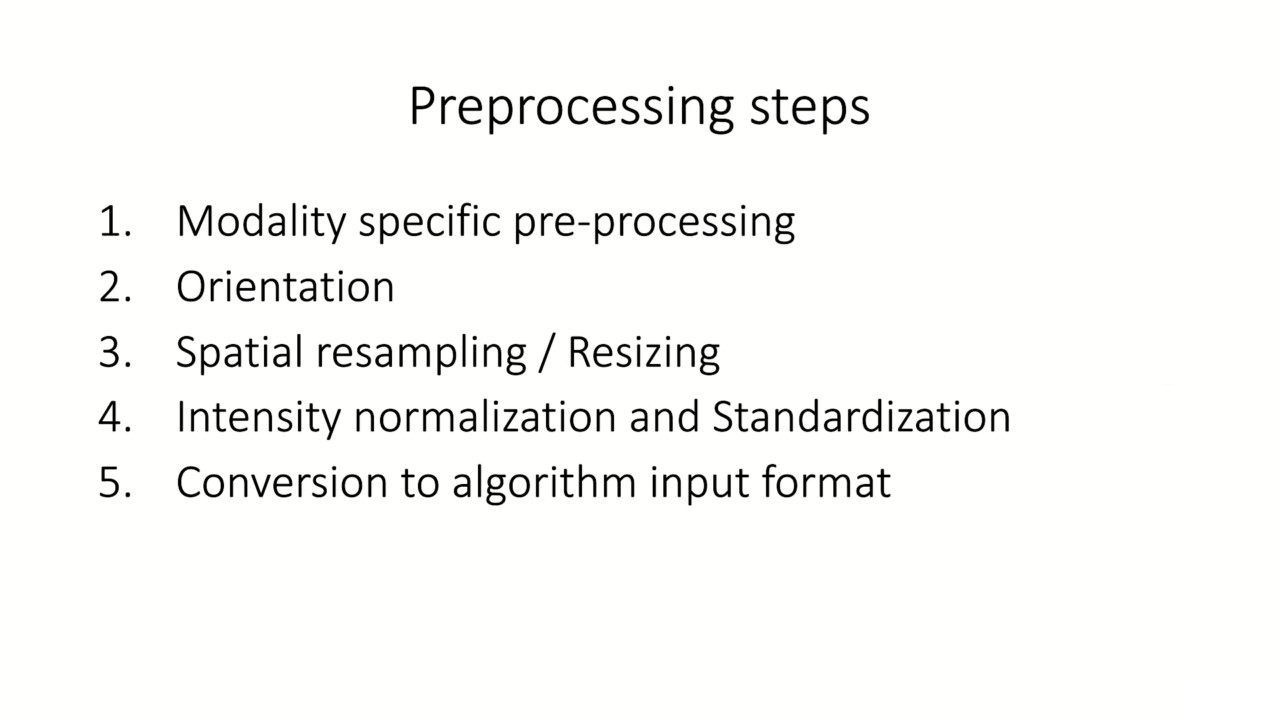 Preprocessing steps
1. Modality specific pre-processing
2. Orientation
3. Spatial resampling / Resizing
4. Intensity normalization and Standardization
5. Conversion to algorithm input format